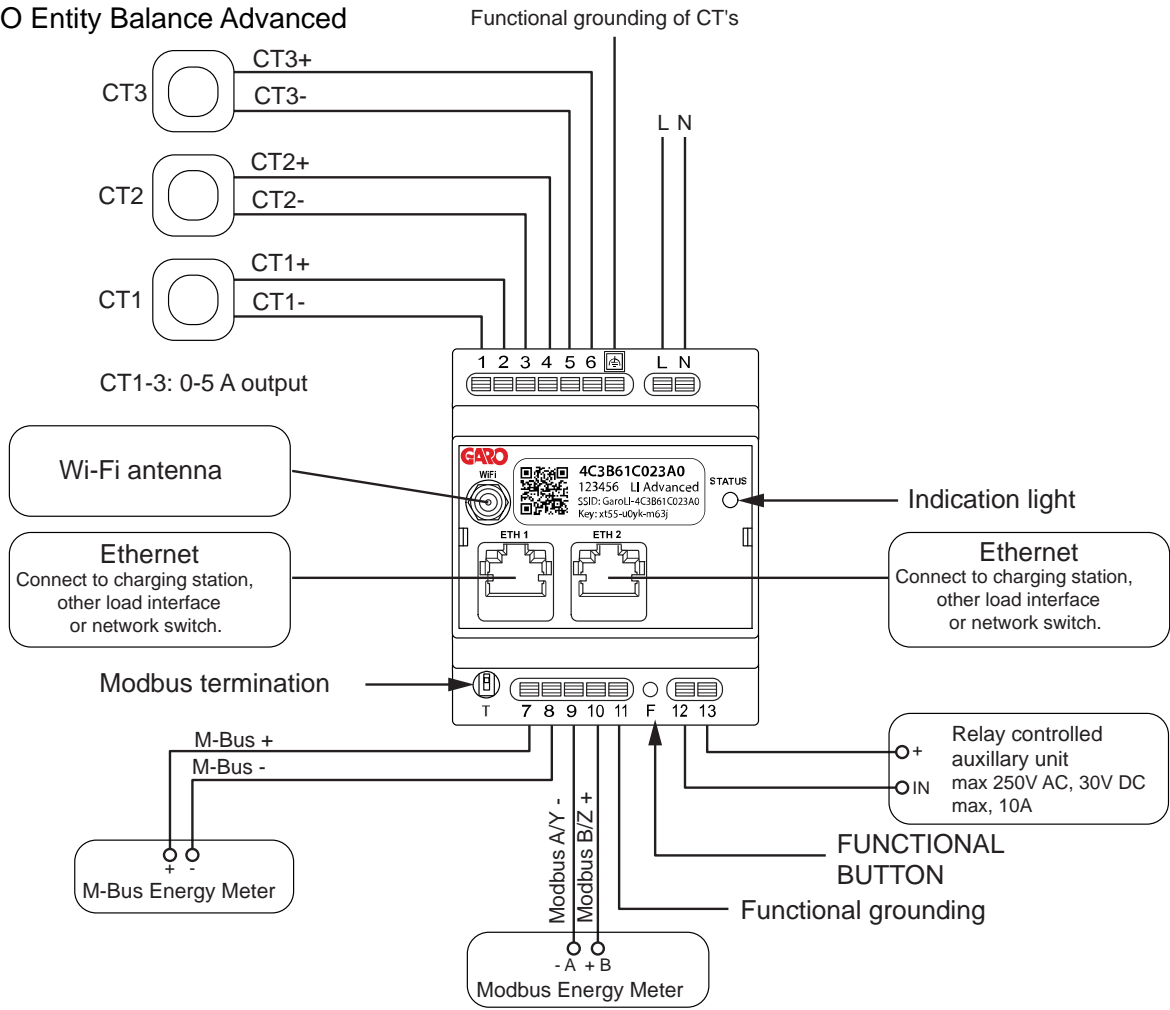 O Entity Balance Advanced
Functional grounding of CT's
CT3
CT3+
CT3-
L N
CT2
CT2+
CT2-
CT1
CT1+
CT1-
CT1-3: 0-5 A output
1 2 3 4 5 6
L N
Wi-Fi antenna
GARO
WiFi
4C3B61C023A0
123456 LI Advanced
SSID: GaroLI-4C3B61C023A0
Key: xt55-u0yk-m63j
STATUS
Indication light
ETH 1
ETH 2
Ethernet
Connect to charging station,
other load interface
or network switch.
Ethernet
Connect to charging station,
other load interface
or network switch.
Modbus termination
T 7 8 9 10 11 F 12 13
M-Bus +
M-Bus -
Modbus A/Y -
Modbus B/Z +
+
IN
Relay controlled
auxillary unit
max 250V AC, 30V DC
max, 10A
FUNCTIONAL
BUTTON
Functional grounding
+ -
M-Bus Energy Meter
- A + B
Modbus Energy Meter